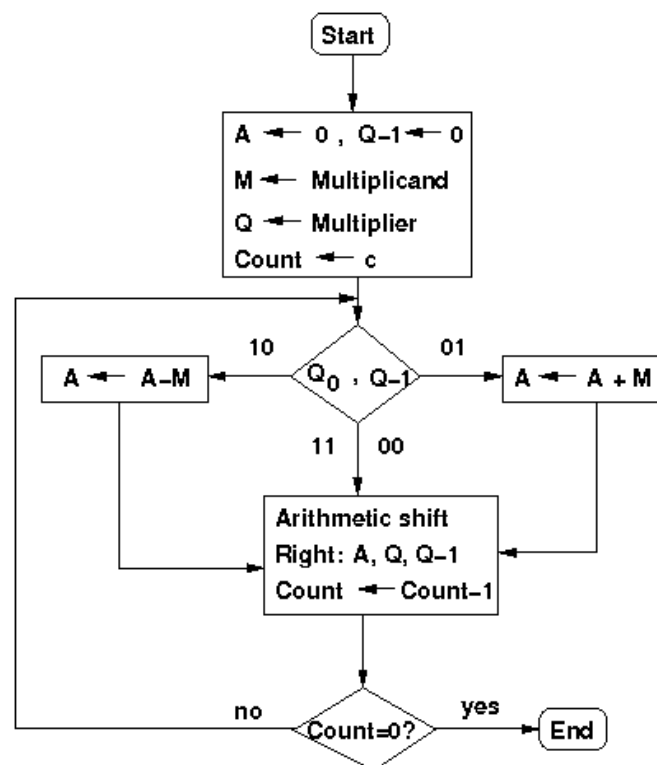 Start
A ← 0 , Q−1 ← 0
M ← Multiplicand
Q ← Multiplier
Count ← c
10
01
A ← A−M
Q0 , Q−1
A ← A + M
11 00
Arithmetic shift
Right: A, Q, Q−1
Count ← Count−1
no
Count=0?
yes
End